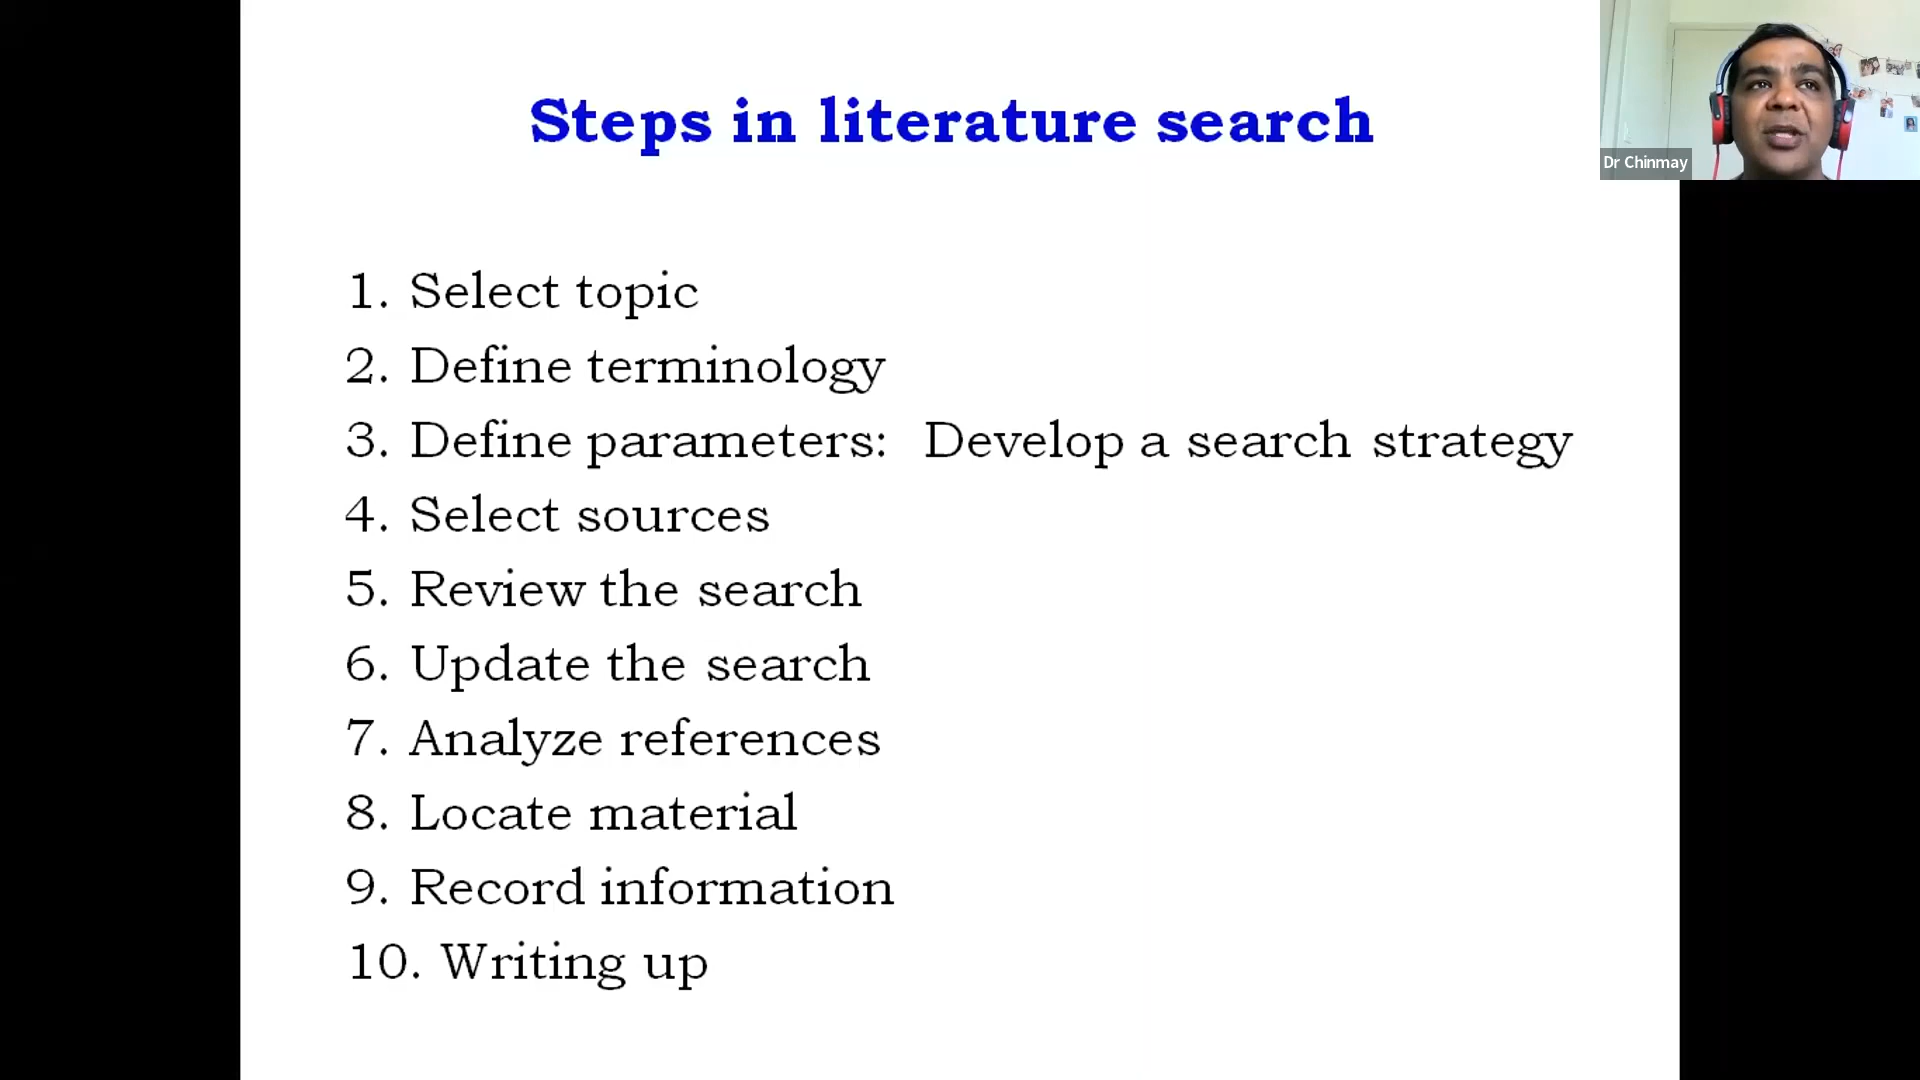 Steps in literature search
Dr Chinmay
1. Select topic
2. Define terminology
3. Define parameters: Develop a search strategy
4. Select sources
5. Review the search
6. Update the search
7. Analyze references
8. Locate material
9. Record information
10. Writing up